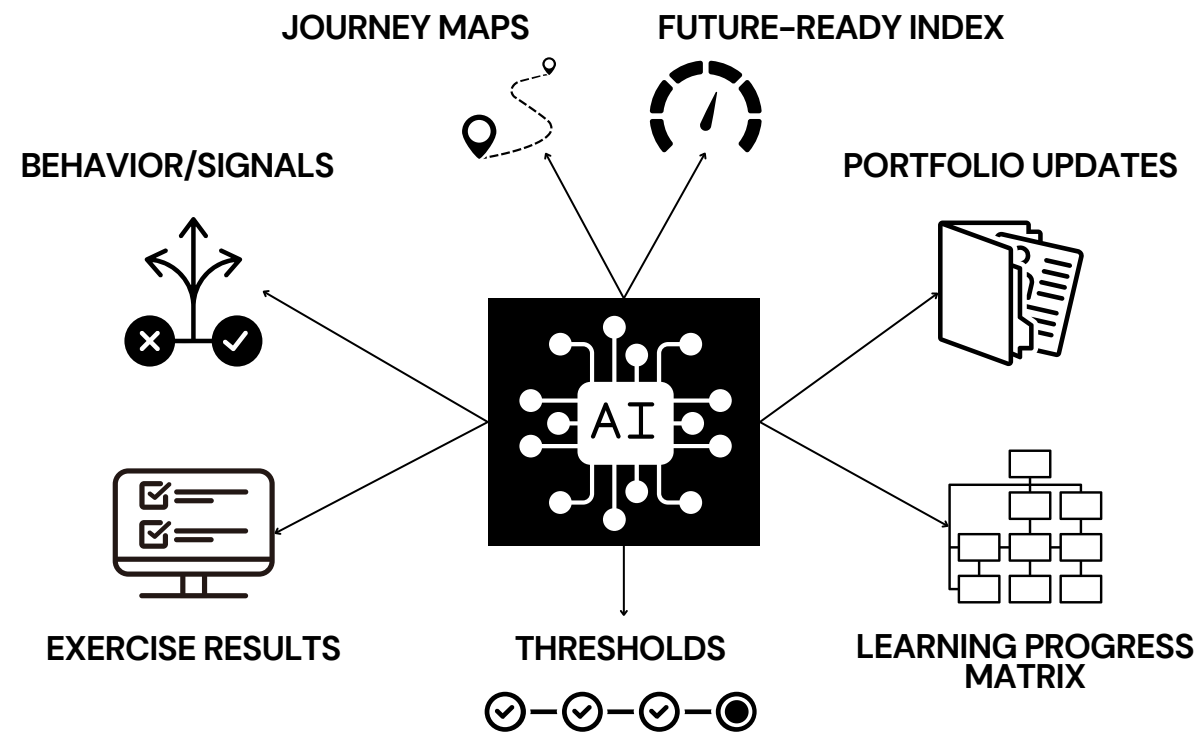 JOURNEY MAPS
FUTURE-READY INDEX
BEHAVIOR/SIGNALS
PORTFOLIO UPDATES
AI
EXERCISE RESULTS
THRESHOLDS
LEARNING PROGRESS
MATRIX